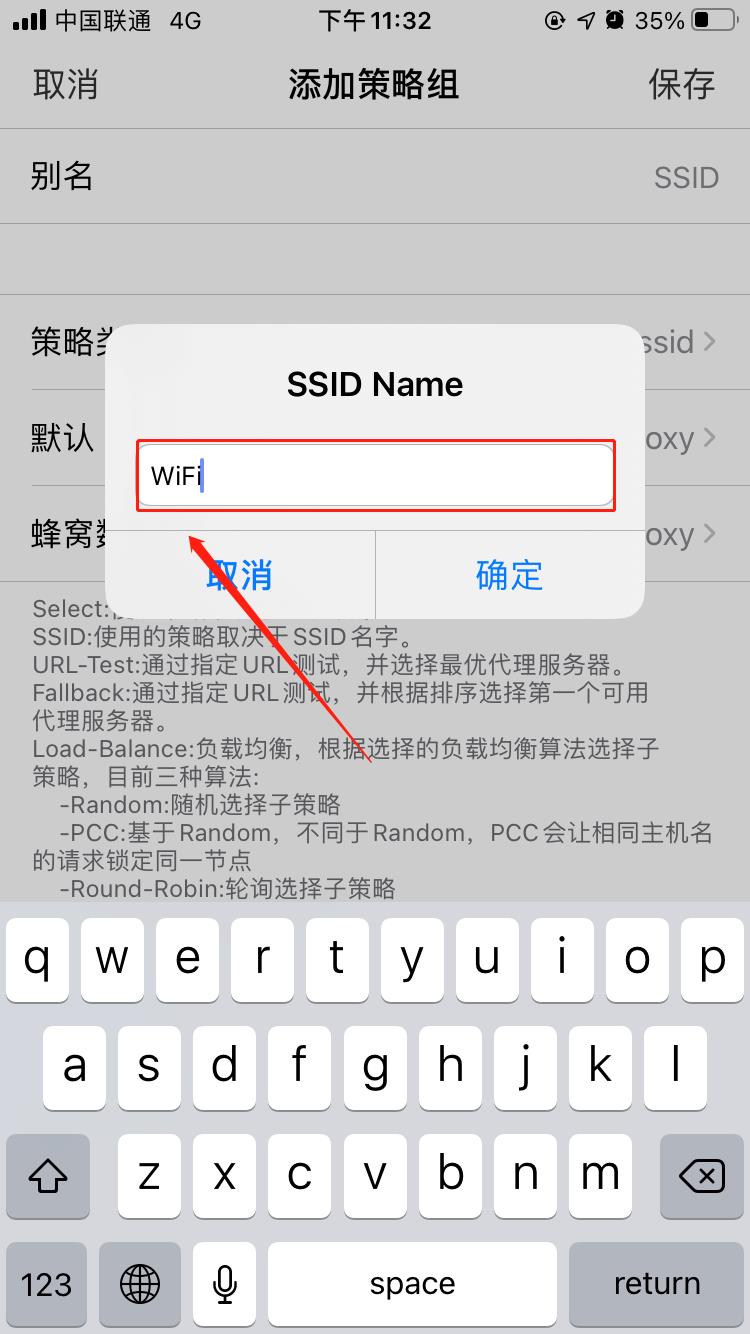 中国联通 4G 下午11:32 35%
取消 添加策略组 保存
别名 SSID
策略 ssid
SSID Name
默认 oxy
WiFi
蜂窝 oxy
取消 确定
Select:
SSID:使用的策略取决于SSID名字。
URL-Test:通过指定URL测试，并选择最优代理服务器。
Fallback:通过指定URL测试，并根据排序选择第一个可用
代理服务器。
Load-Balance:负载均衡，根据选择的负载均衡算法选择子
策略，目前三种算法:
-Random:随机选择子策略
-PCC:基于Random，不同于Random，PCC会让相同主机名
的请求锁定同一节点
-Round-Robin:轮询选择子策略
q w e r t y u i o p
a s d f g h j k l
z x c v b n m
123 space return